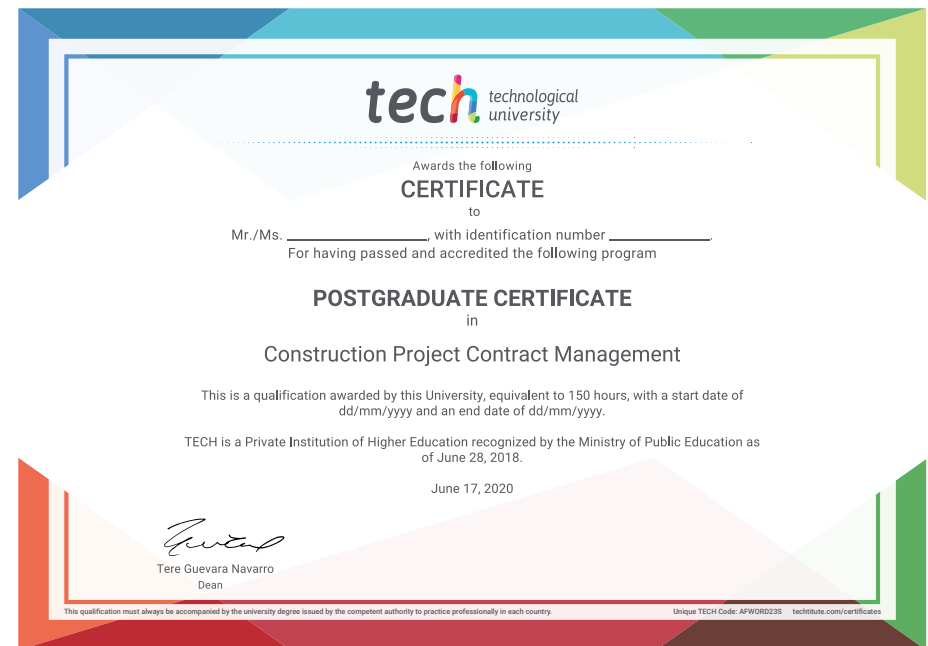 tech technological
university
Awards the following
CERTIFICATE
to
Mr./Ms. ____________________, with identification number ______________.
For having passed and accredited the following program
POSTGRADUATE CERTIFICATE
in
Construction Project Contract Management
This is a qualification awarded by this University, equivalent to 150 hours, with a start date of
dd/mm/yyyy and an end date of dd/mm/yyyy.
TECH is a Private Institution of Higher Education recognized by the Ministry of Public Education as
of June 28, 2018.
June 17, 2020
Tere Guevara Navarro
Dean
This qualification must always be accompanied by the university degree issued by the competent authority to practice professionally in each country.
Unique TECH Code: AFWORD23S techtitute.com/certificates